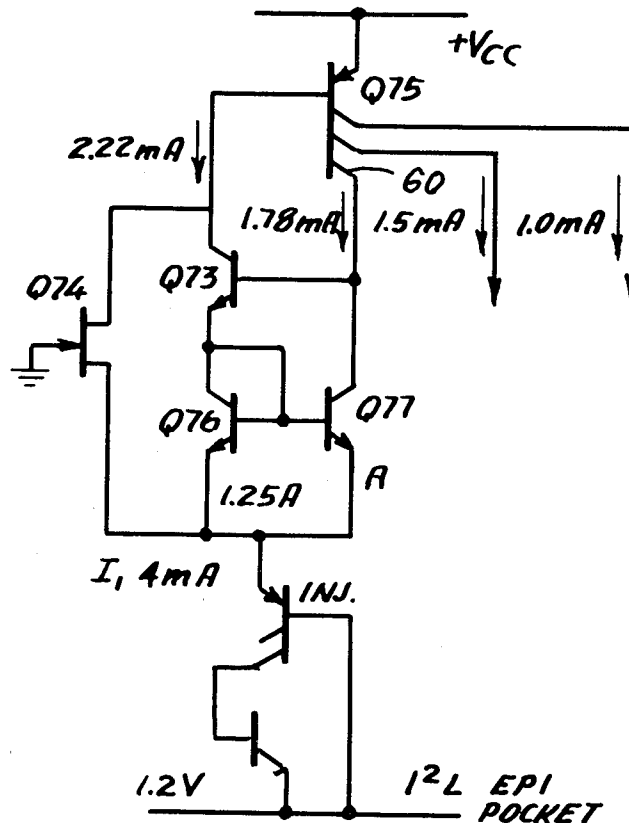 +VCC
Q75
2.22mA
60
1.78mA
1.5mA
1.0mA
Q73
Q74
Q76
Q77
1.25A
A
I, 4mA
INJ.
1.2V
I²L EPI
POCKET